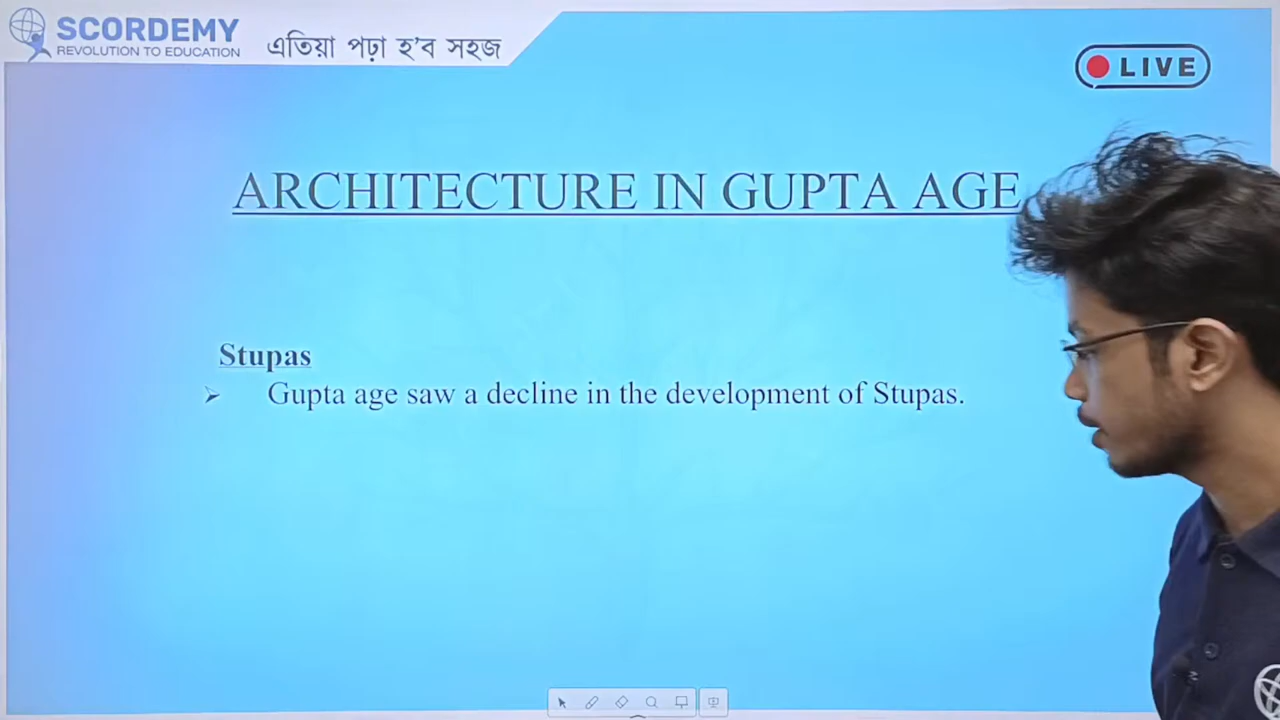 SCORDEMY
REVOLUTION TO EDUCATION
এতিয়া পঢ়া হ'ব সহজ
LIVE
ARCHITECTURE IN GUPTA AGE
Stupas
➢ Gupta age saw a decline in the development of Stupas.